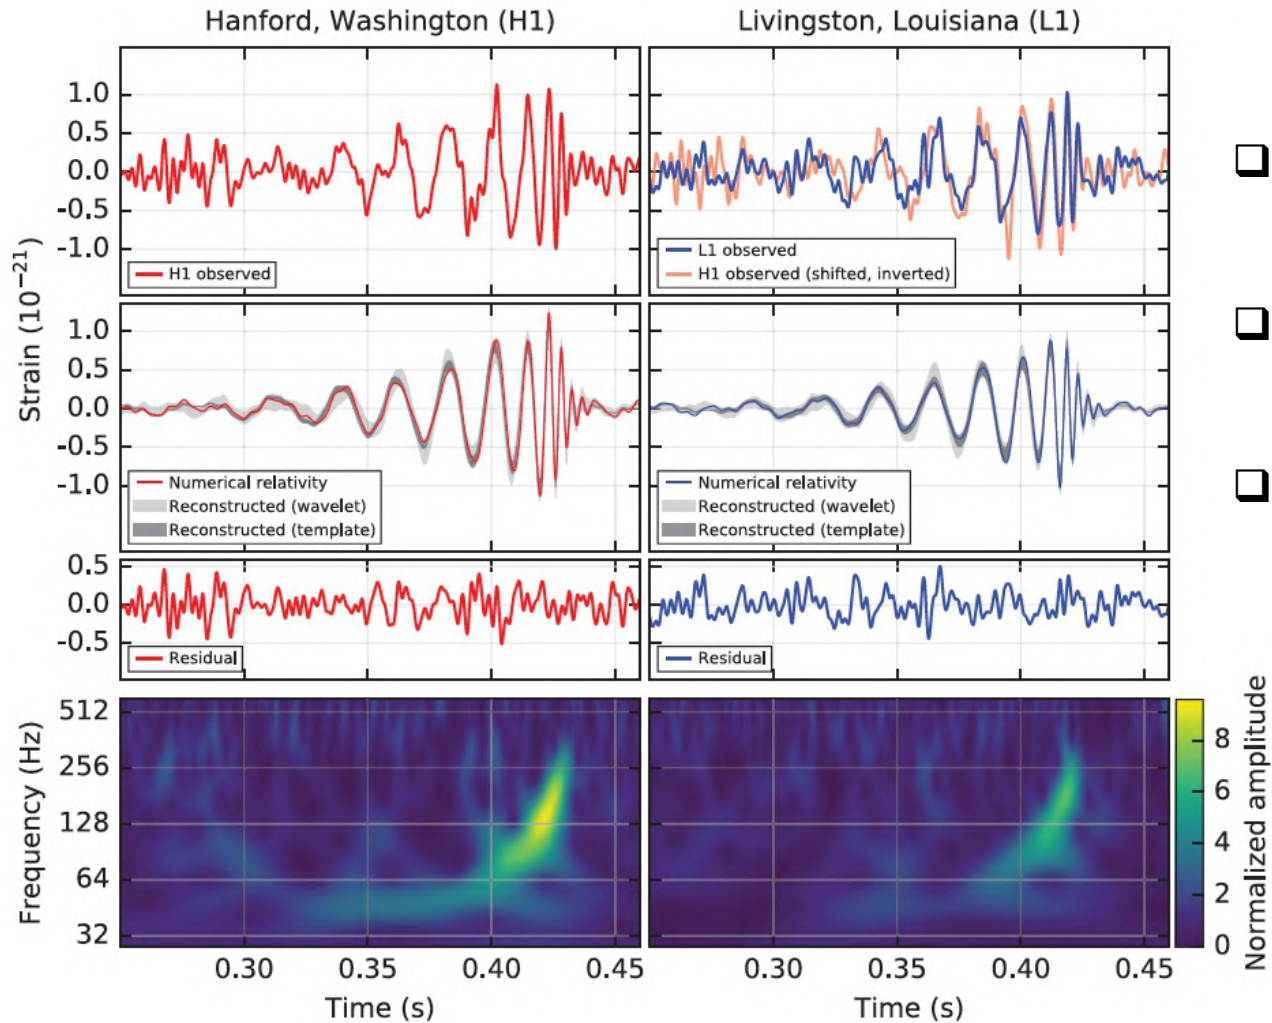 Hanford, Washington (H1)
Livingston, Louisiana (L1)
Strain (10⁻²¹)
1.0
0.5
0.0
-0.5
-1.0
H1 observed
L1 observed
H1 observed (shifted, inverted)
1.0
0.5
0.0
-0.5
-1.0
Numerical relativity
Reconstructed (wavelet)
Reconstructed (template)
Numerical relativity
Reconstructed (wavelet)
Reconstructed (template)
0.5
0.0
-0.5
Residual
Residual
Frequency (Hz)
512
256
128
64
32
Normalized amplitude
8
6
4
2
0
0.30
0.35
0.40
0.45
0.30
0.35
0.40
0.45
Time (s)
Time (s)